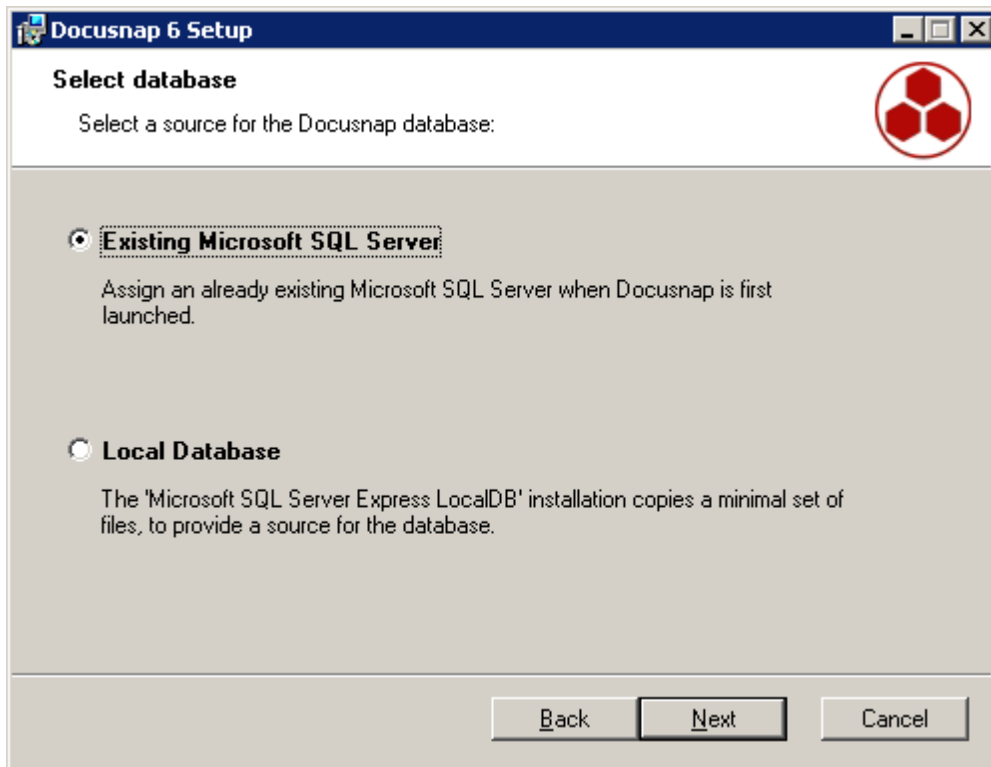 Docusnap 6 Setup
Select database
Select a source for the Docusnap database:
Existing Microsoft SQL Server
Assign an already existing Microsoft SQL Server when Docusnap is first
launched.
Local Database
The 'Microsoft SQL Server Express LocalDB' installation copies a minimal set of
files, to provide a source for the database.
Back Next Cancel